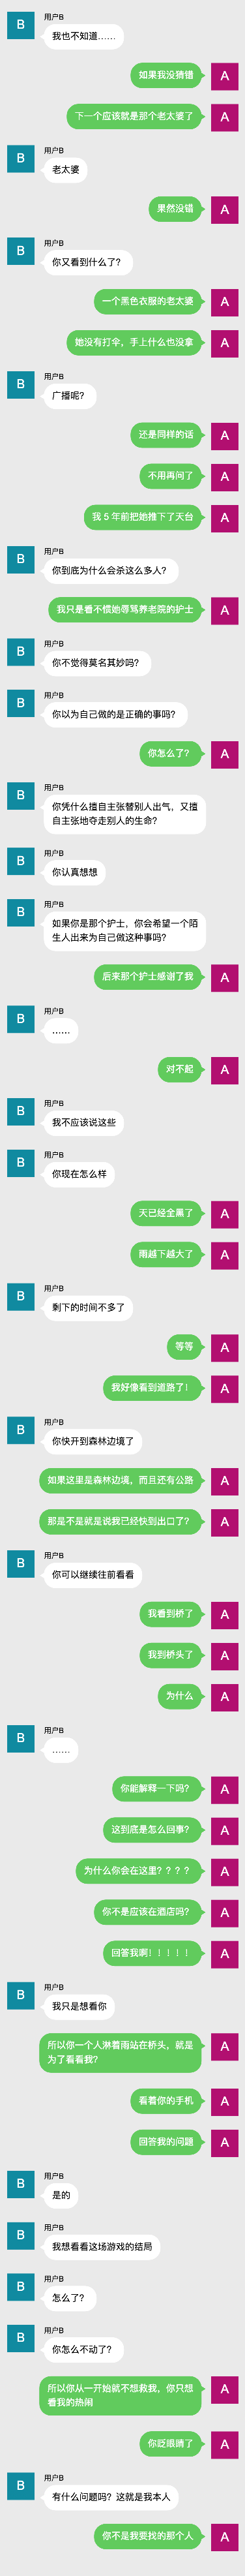 B
用户B
我也不知道……
如果我没猜错
A
下一个应该就是那个老太婆了
A
B
用户B
老太婆
果然没错
A
B
用户B
你又看到什么了？
一个黑色衣服的老太婆
A
她没有打伞，手上什么也没拿
A
B
用户B
广播呢？
还是同样的话
A
不用再问了
A
我 5 年前把她推下了天台
A
B
用户B
你到底为什么会杀这么多人？
我只是看不惯她辱骂养老院的护士
A
B
用户B
你不觉得莫名其妙吗？
B
用户B
你以为自己做的是正确的事吗？
你怎么了？
A
B
用户B
你凭什么擅自主张替别人出气，又擅
自主张地夺走别人的生命？
B
用户B
你认真想想
B
用户B
如果你是那个护士，你会希望一个陌
生人出来为自己做这种事吗？
后来那个护士感谢了我
A
B
用户B
……
对不起
A
B
用户B
我不应该说这些
B
用户B
你现在怎么样
天已经全黑了
A
雨越下越大了
A
B
用户B
剩下的时间不多了
等等
A
我好像看到道路了！
A
B
用户B
你快开到森林边境了
如果这里是森林边境，而且还有公路
A
那是不是就是说我已经快到出口了？
A
B
用户B
你可以继续往前看看
我看到桥了
A
我到桥头了
A
为什么
A
B
用户B
……
你能解释一下吗？
A
这到底是怎么回事？
A
为什么你会在这里？？？？
A
你不是应该在酒店吗？
A
回答我啊！！！！！
A
B
用户B
我只是想看你
所以你一个人淋着雨站在桥头，就是
为了看看我？
A
看着你的手机
A
回答我的问题
A
B
用户B
是的
B
用户B
我想看看这场游戏的结局
B
用户B
怎么了？
B
用户B
你怎么不动了？
所以你从一开始就不想救我，你只想
看我的热闹
A
你眨眼睛了
A
B
用户B
有什么问题吗？这就是我本人
你不是我要找的那个人
A